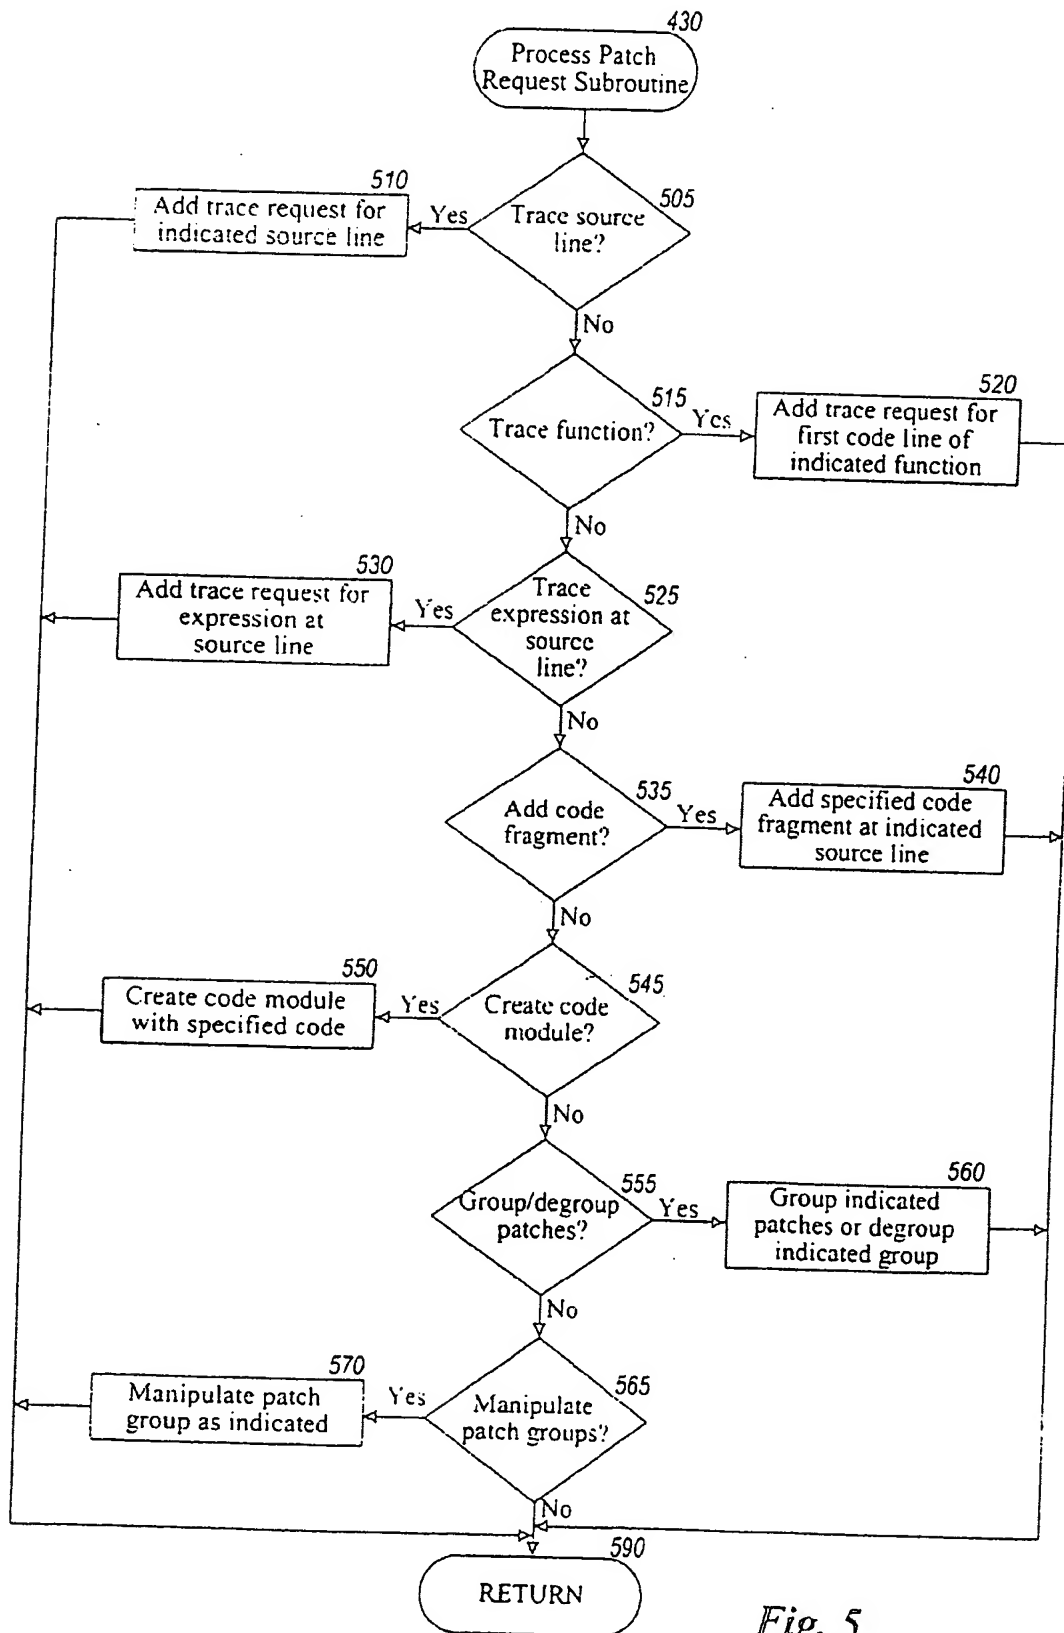 430
Process Patch
Request Subroutine
510
Add trace request for
indicated source line
Yes
505
Trace source
line?
No
515
Trace function?
Yes
520
Add trace request for
first code line of
indicated function
No
530
Add trace request for
expression at
source line
Yes
525
Trace
expression at
source
line?
No
535
Add code
fragment?
Yes
540
Add specified code
fragment at indicated
source line
No
550
Create code module
with specified code
Yes
545
Create code
module?
No
555
Group/degroup
patches?
Yes
560
Group indicated
patches or degroup
indicated group
No
570
Manipulate patch
group as indicated
Yes
565
Manipulate
patch groups?
No
590
RETURN
Fig. 5